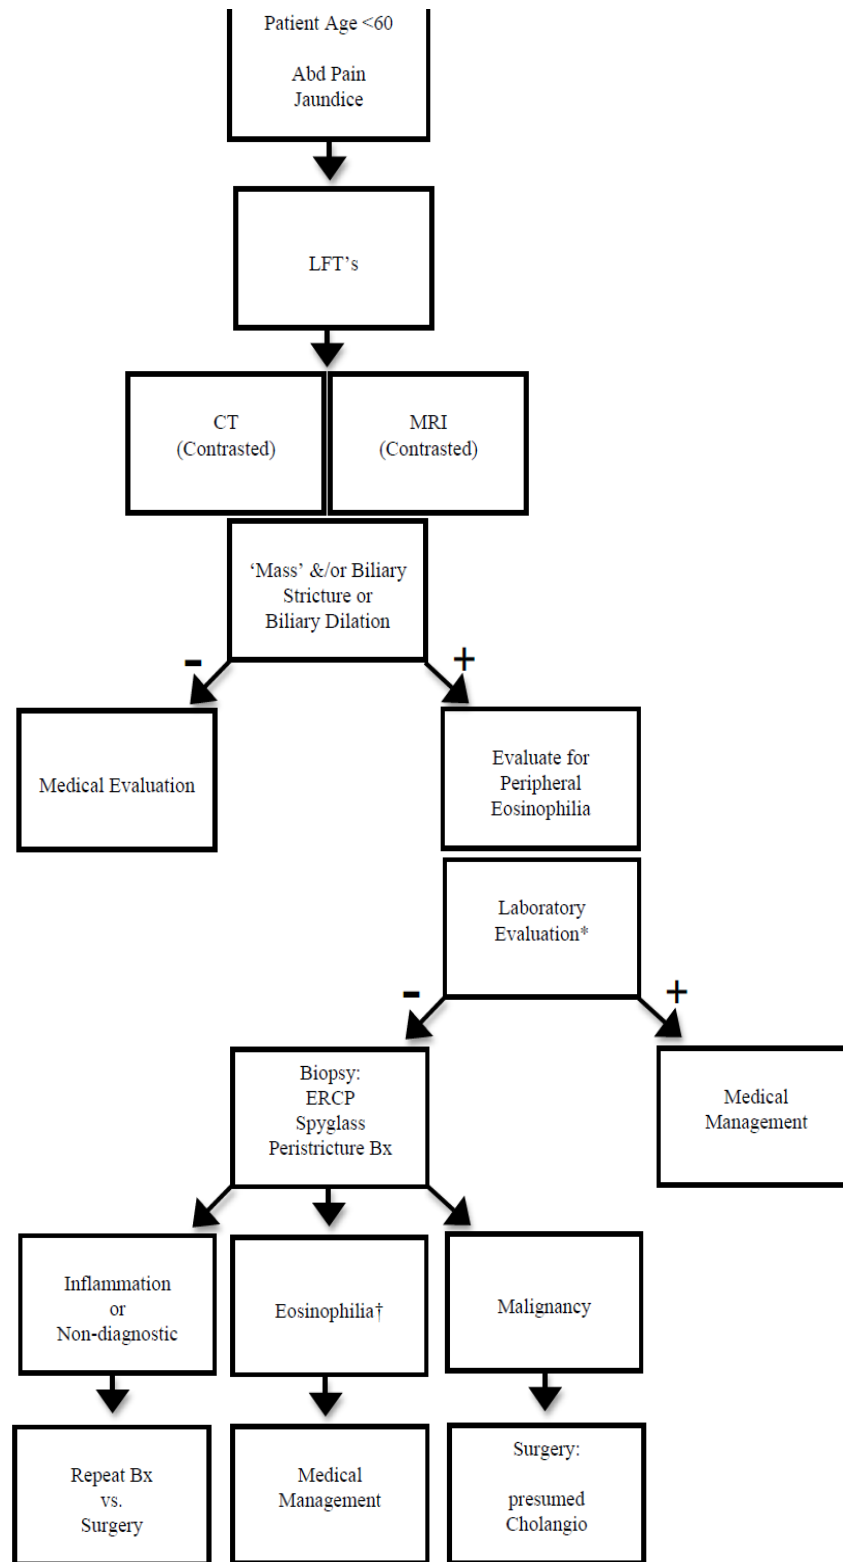 Patient Age <60
Abd Pain
Jaundice
LFT's
CT
(Contrasted)
MRI
(Contrasted)
‘Mass’ &/or Biliary
Stricture or
Biliary Dilation
-
+
Medical Evaluation
Evaluate for
Peripheral
Eosinophilia
Laboratory
Evaluation*
-
+
Biopsy:
ERCP
Spyglass
Peristricture Bx
Medical
Management
Inflammation
or
Non-diagnostic
Eosinophilia†
Malignancy
Repeat Bx
vs.
Surgery
Medical
Management
Surgery:
presumed
Cholangio